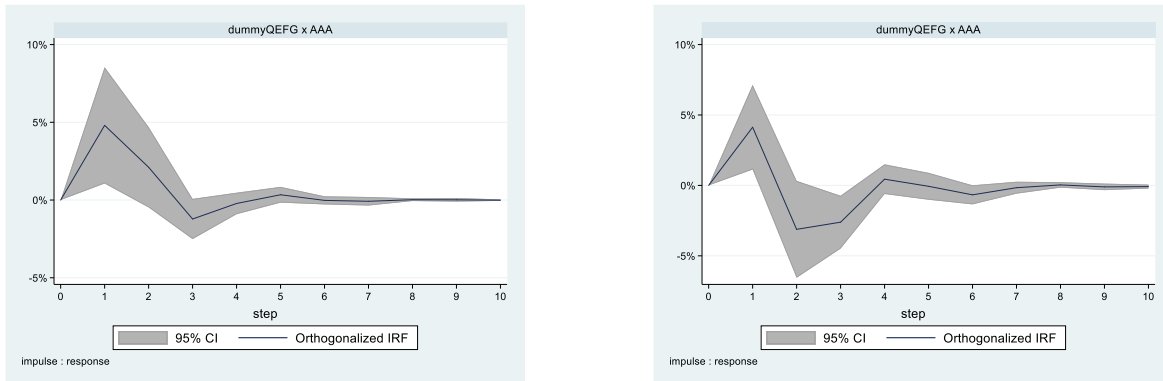 dummyQEFG x AAA
10%
5%
0%
-5%
0 1 2 3 4 5 6 7 8 9 10
step
95% CI Orthogonalized IRF
impulse : response
dummyQEFG x AAA
10%
5%
0%
-5%
0 1 2 3 4 5 6 7 8 9 10
step
95% CI Orthogonalized IRF
impulse : response